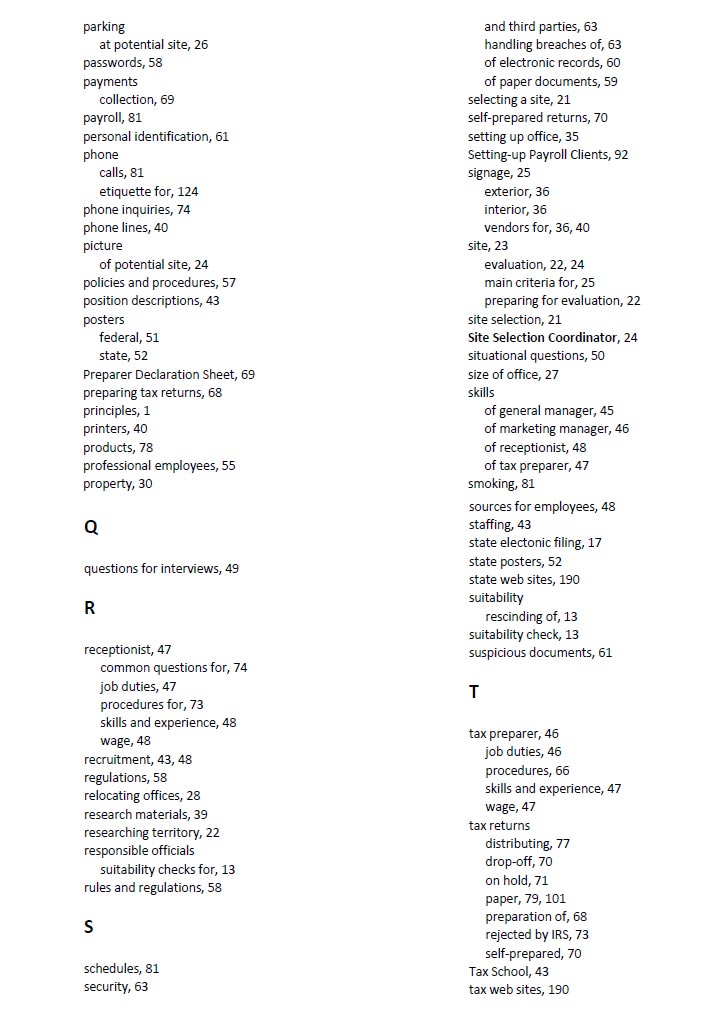 parking
at potential site, 26
passwords, 58
payments
collection, 69
payroll, 81
personal identification, 61
phone
calls, 81
etiquette for, 124
phone inquiries, 74
phone lines, 40
picture
of potential site, 24
policies and procedures, 57
position descriptions, 43
posters
federal, 51
state, 52
Preparer Declaration Sheet, 69
preparing tax returns, 68
principles, 1
printers, 40
products, 78
professional employees, 55
property, 30
Q
questions for interviews, 49
R
receptionist, 47
common questions for, 74
job duties, 47
procedures for, 73
skills and experience, 48
wage, 48
recruitment, 43, 48
regulations, 58
relocating offices, 28
research materials, 39
researching territory, 22
responsible officials
suitability checks for, 13
rules and regulations, 58
S
schedules, 81
security, 63
and third parties, 63
handling breaches of, 63
of electronic records, 60
of paper documents, 59
selecting a site, 21
self-prepared returns, 70
setting up office, 35
Setting-up Payroll Clients, 92
signage, 25
exterior, 36
interior, 36
vendors for, 36, 40
site, 23
evaluation, 22, 24
main criteria for, 25
preparing for evaluation, 22
site selection, 21
Site Selection Coordinator, 24
situational questions, 50
size of office, 27
skills
of general manager, 45
of marketing manager, 46
of receptionist, 48
of tax preparer, 47
smoking, 81
sources for employees, 48
staffing, 43
state electonic filing, 17
state posters, 52
state web sites, 190
suitability
rescinding of, 13
suitability check, 13
suspicious documents, 61
T
tax preparer, 46
job duties, 46
procedures, 66
skills and experience, 47
wage, 47
tax returns
distributing, 77
drop-off, 70
on hold, 71
paper, 79, 101
preparation of, 68
rejected by IRS, 73
self-prepared, 70
Tax School, 43
tax web sites, 190